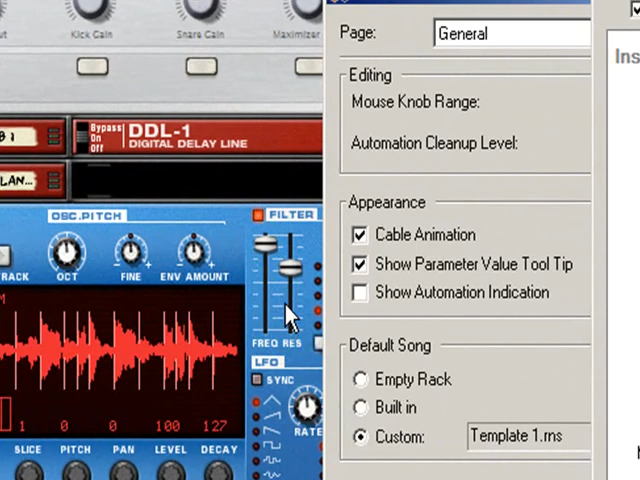 Kick Gain
Snare Gain
Maximizer
Bypass
On
Off
DDL-1
DIGITAL DELAY LINE
LAN...
OSC.PITCH
FILTER
RACK
OCT
FINE
ENV AMOUNT
FREQ RES
LFO
SYNC
RATE
1 0 0 100 127
SLICE PITCH PAN LEVEL DECAY
Page: General
Editing
Mouse Knob Range:
Automation Cleanup Level:
Appearance
Cable Animation
Show Parameter Value Tool Tip
Show Automation Indication
Default Song
Empty Rack
Built in
Custom: Template 1.rns
Ins